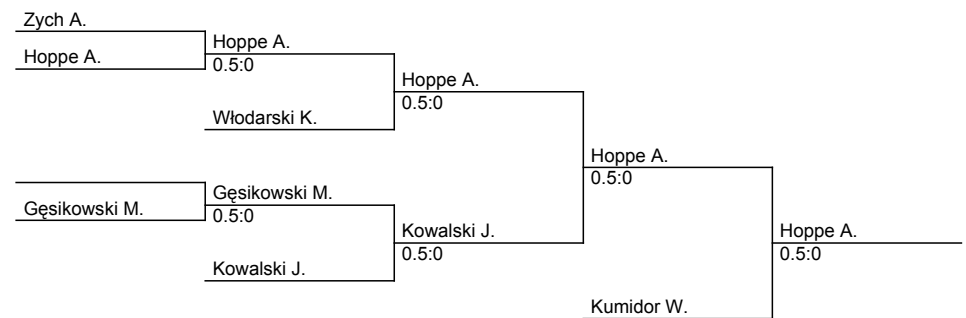 Zych A.
Hoppe A.
Hoppe A.
0.5:0
Włodarski K.
Hoppe A.
0.5:0
Gęsikowski M.
Gęsikowski M.
0.5:0
Kowalski J.
Kowalski J.
0.5:0
Hoppe A.
0.5:0
Kumidor W.
Hoppe A.
0.5:0